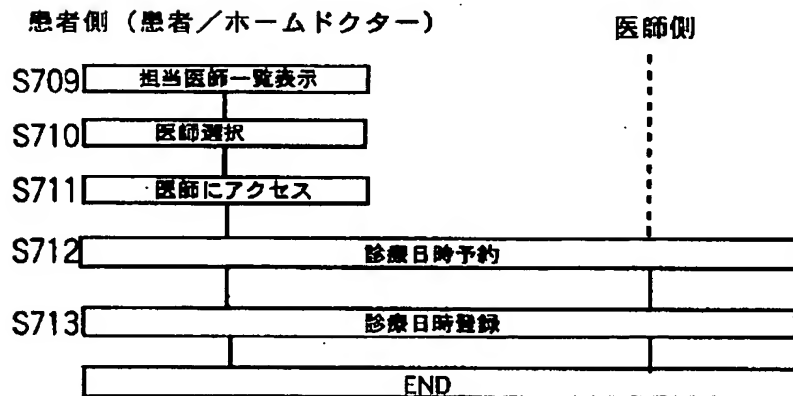 患者側（患者／ホームドクター） 医師側
S709 担当医師一覧表示
S710 医師選択
S711 医師にアクセス
S712 診療日時予約
S713 診療日時登録
END